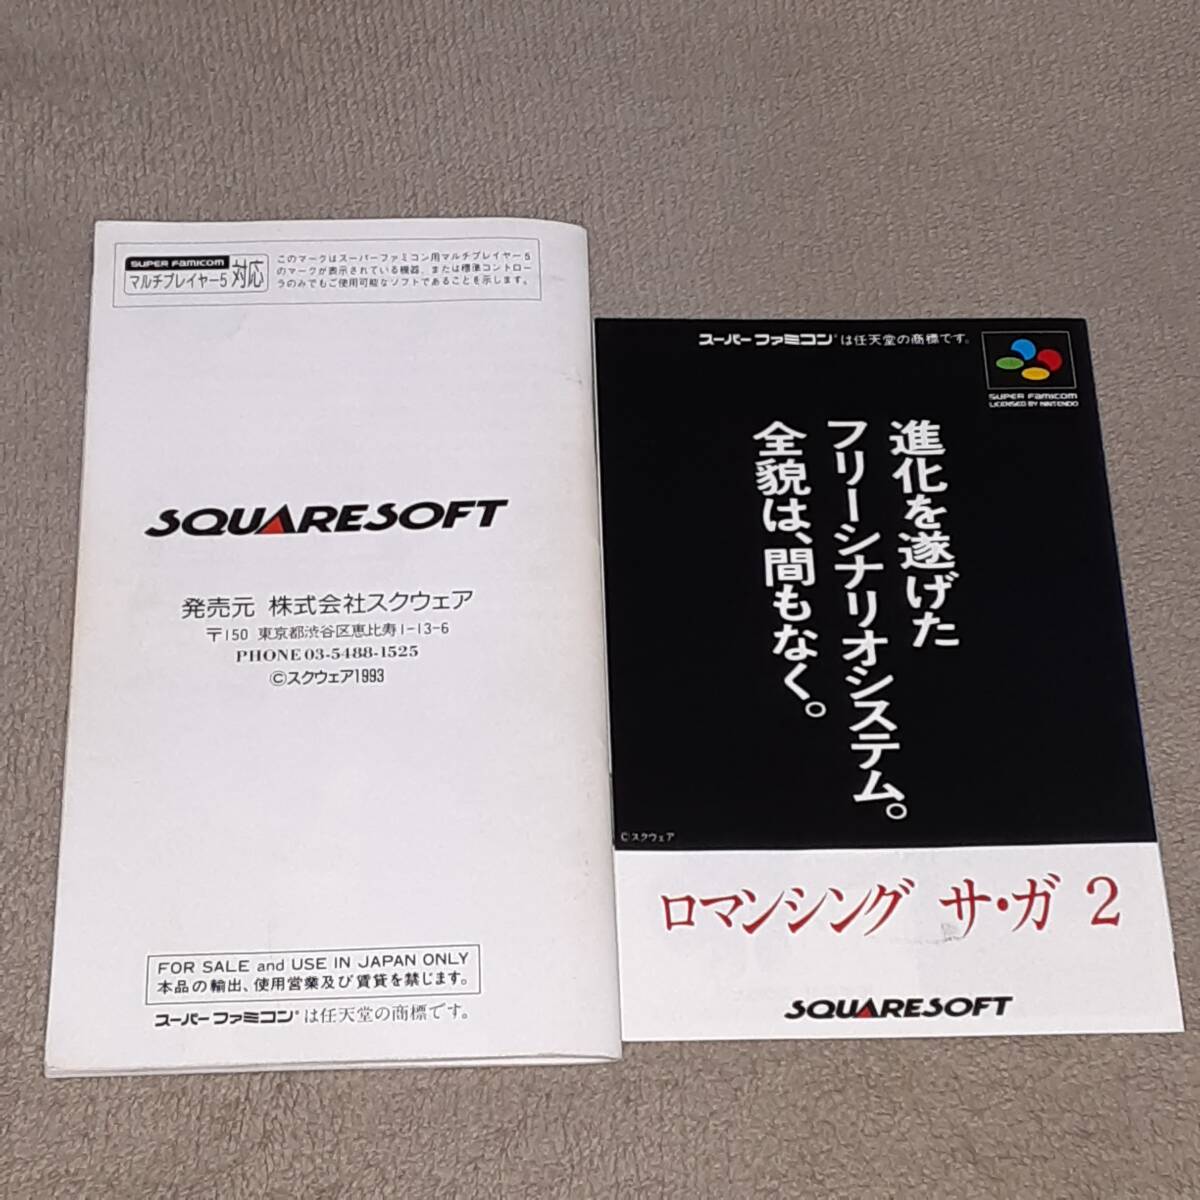 SUPER Famicom
マルチプレイヤー5 対応
このマークはスーパーファミコン用マルチプレイヤー5
のマークが表示されている機器、または標準コントロー
ラのみでもご使用可能なソフトであることを示します。
SQUARESOFT
発売元 株式会社スクウェア
〒150 東京都渋谷区恵比寿1-13-6
PHONE 03-5488-1525
©スクウェア1993
FOR SALE and USE IN JAPAN ONLY
本品の輸出、使用営業及び賃貸を禁じます。
スーパーファミコン®は任天堂の商標です。
スーパーファミコン®は任天堂の商標です。
SUPER Famicom
LICENSED BY NINTENDO
進化を遂げた
フリーシナリオシステム。
全貌は、間もなく。
©スクウェア
ロマンシング サ・ガ 2
SQUARESOFT